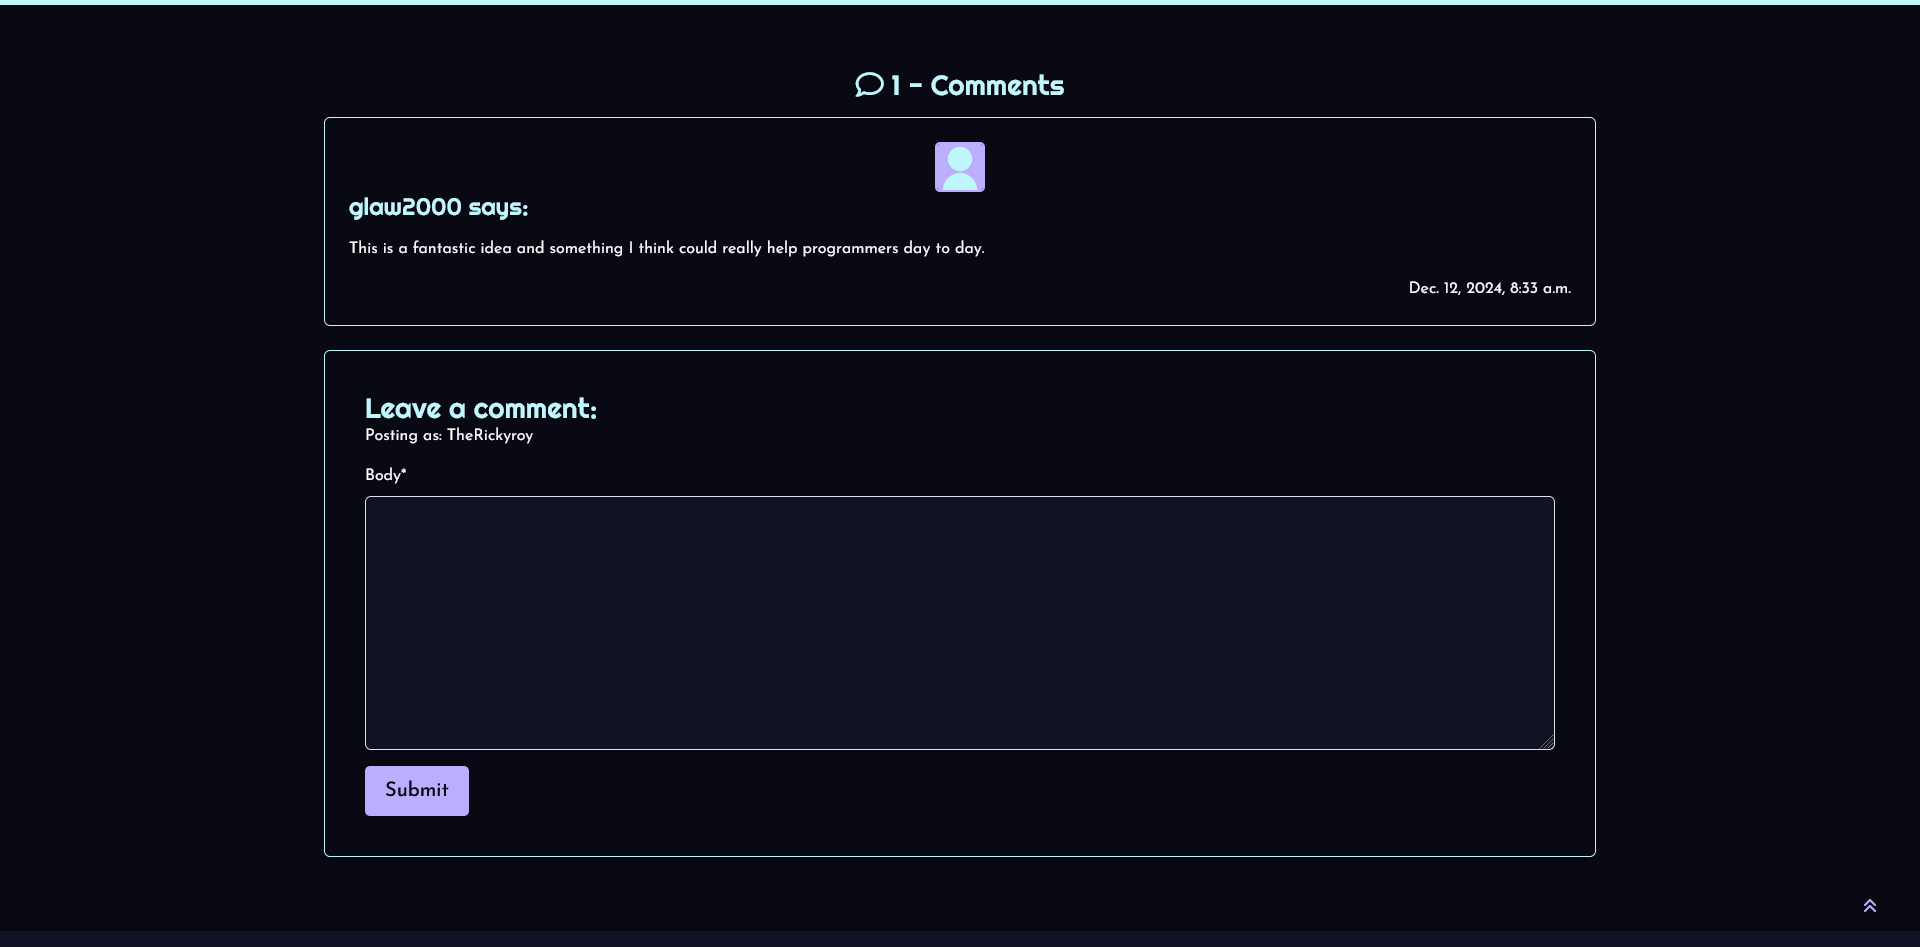 1 - Comments
glaw2000 says:
This is a fantastic idea and something I think could really help programmers day to day.
Dec. 12, 2024, 8:33 a.m.
Leave a comment:
Posting as: TheRickyroy
Body*
Submit